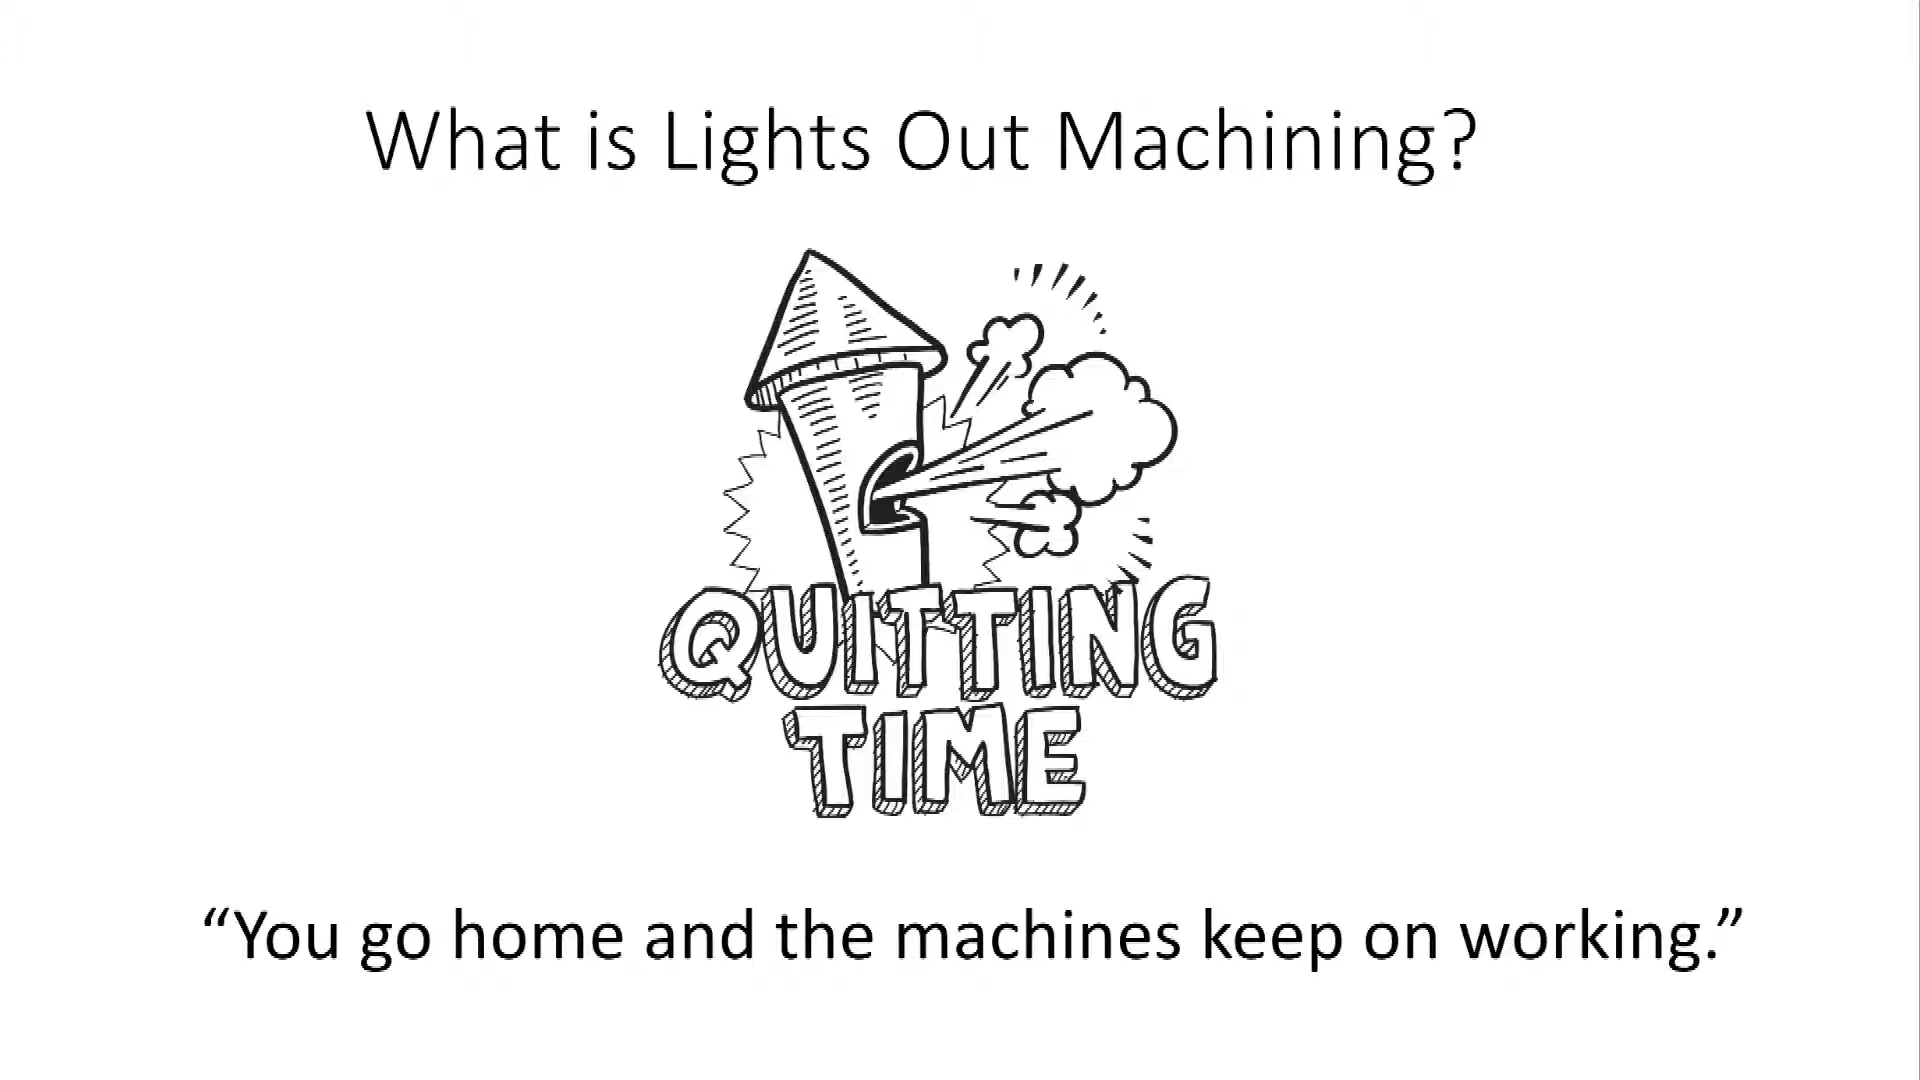 What is Lights Out Machining?
QUITTING
TIME
“You go home and the machines keep on working.”